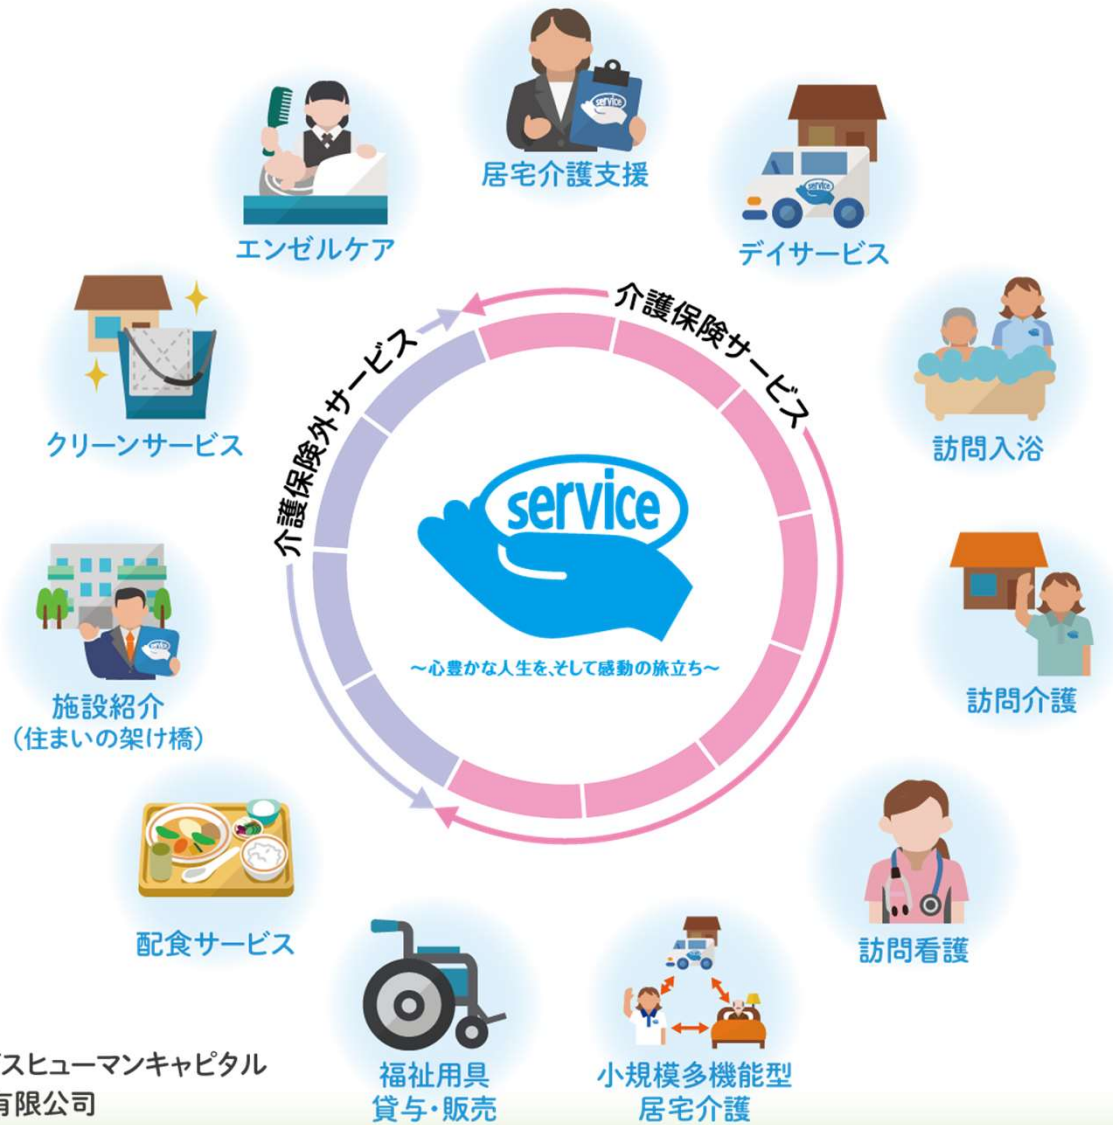 service
居宅介護支援
エンゼルケア
service
デイサービス
介護保険サービス
介護保険外サービス
クリーンサービス
訪問入浴
service
～心豊かな人生を、そして感動の旅立ち～
service
施設紹介
(住まいの架け橋)
訪問介護
配食サービス
訪問看護
福祉用具
貸与・販売
小規模多機能型
居宅介護
スヒューマンキャピタル
有限公司